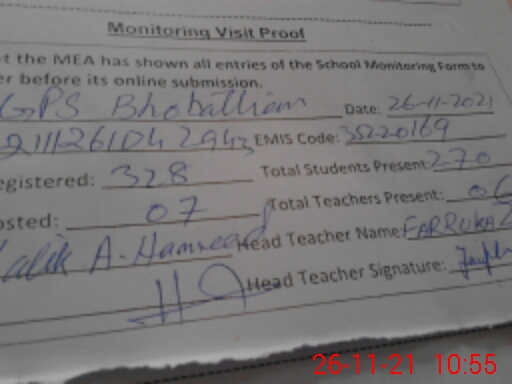 Monitoring Visit Proof
t the MEA has shown all entries of the School Monitoring Form to
er before its online submission.
GPS Bhobathian Date: 26-11-2021
EMIS Code: 35220169
egistered: 328 Total Students Present: 270
osted: 07 Total Teachers Present: 06
Malik A. Hameed Head Teacher Name: FARRUKH
Head Teacher Signature:
26-11-21 10:55